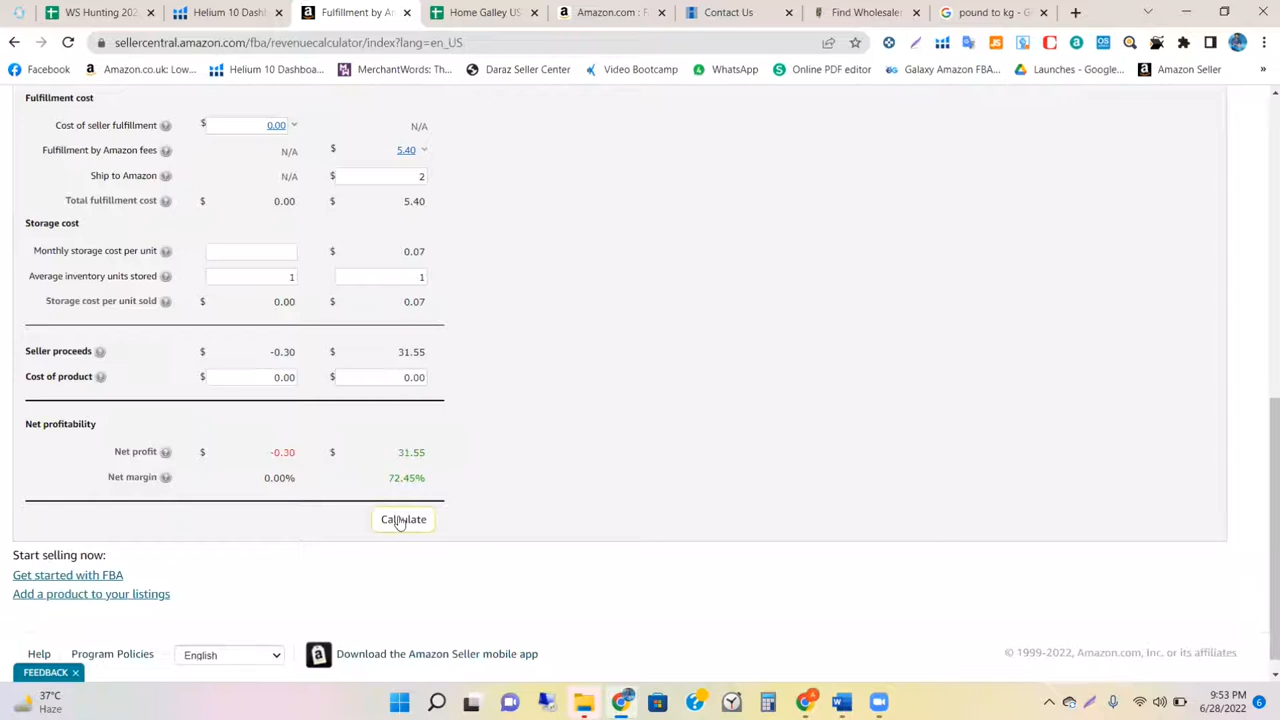 WS Hunting 202
Helium 10 Dashb
Fulfillment by A
Home Galley US
Amazon.com : F
Contact
Find Wholesaler
pound to kg - G
sellercentral.amazon.com/fba/revenuecalculator/index?lang=en_US
Facebook
Amazon.co.uk: Low...
Helium 10 Dashboa...
MerchantWords: Th...
Daraz Seller Center
Video Bootcamp
WhatsApp
Online PDF editor
Galaxy Amazon FBA...
Launches - Google...
Amazon Seller
»
Fulfillment cost
Cost of seller fulfillment $ 0.00 N/A
Fulfillment by Amazon fees N/A $ 5.40
Ship to Amazon N/A $ 2
Total fulfillment cost $ 0.00 $ 5.40
Storage cost
Monthly storage cost per unit $ 0.07
Average inventory units stored 1 1
Storage cost per unit sold $ 0.00 $ 0.07
Seller proceeds $ -0.30 $ 31.55
Cost of product $ 0.00 $ 0.00
Net profitability
Net profit $ -0.30 $ 31.55
Net margin 0.00% 72.45%
Calculate
Start selling now:
Get started with FBA
Add a product to your listings
Help Program Policies English Download the Amazon Seller mobile app © 1999-2022, Amazon.com, Inc. or its affiliates
FEEDBACK ×
37°C
Haze
9:53 PM
6/28/2022
6